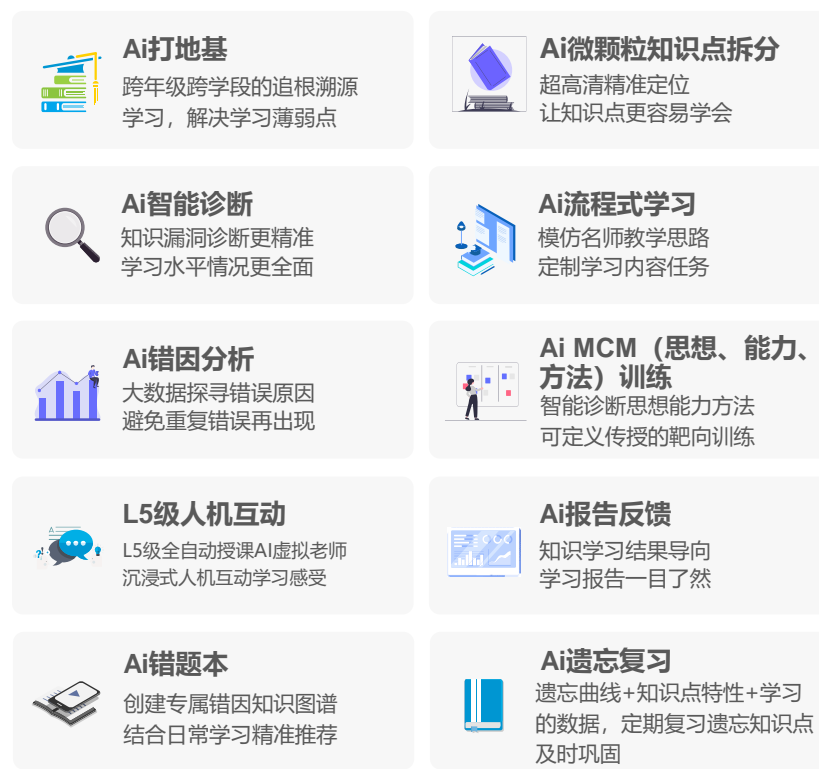 Ai打地基
跨年级跨学段的追根溯源
学习，解决学习薄弱点
Ai微颗粒知识点拆分
超高清精准定位
让知识点更容易学会
Ai智能诊断
知识漏洞诊断更精准
学习水平情况更全面
Ai流程式学习
模仿名师教学思路
定制学习内容任务
Ai错因分析
大数据探寻错误原因
避免重复错误再出现
Ai MCM（思想、能力、
方法）训练
智能诊断思想能力方法
可定义传授的靶向训练
L5级人机互动
L5级全自动授课AI虚拟老师
沉浸式人机互动学习感受
Ai报告反馈
知识学习结果导向
学习报告一目了然
Ai错题本
创建专属错因知识图谱
结合日常学习精准推荐
Ai遗忘复习
遗忘曲线+知识点特性+学习
的数据，定期复习遗忘知识点
及时巩固